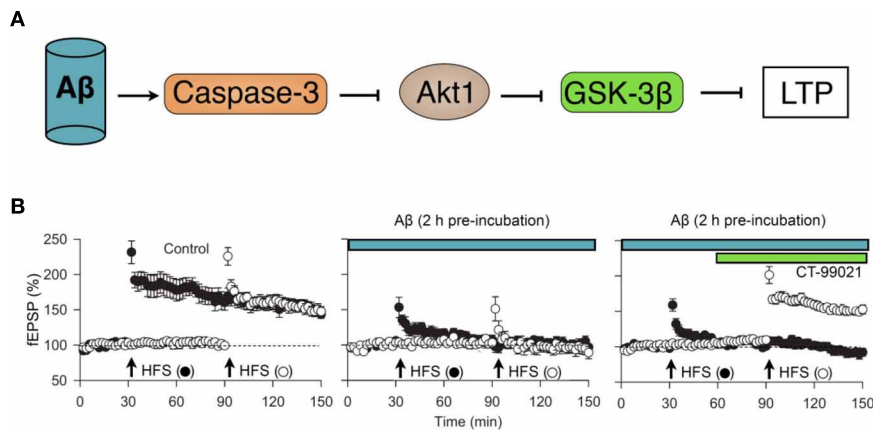 A
Aβ
Caspase-3
Akt1
GSK-3β
LTP
B
Aβ (2 h pre-incubation)
Aβ (2 h pre-incubation)
250
200
150
100
50
fEPSP (%)
Control
CT-99021
HFS (●)
HFS (○)
HFS (●)
HFS (○)
HFS (●)
HFS (○)
0 30 60 90 120 150
0 30 60 90 120 150
0 30 60 90 120 150
Time (min)